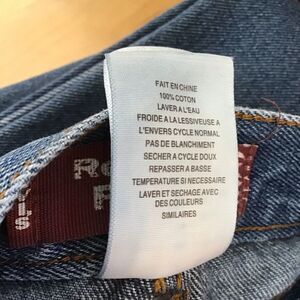 FAIT EN CHINE
100% COTON
LAVER A L'EAU
FROIDE A LA LESSIVEUSE A
L'ENVERS CYCLE NORMAL
PAS DE BLANCHIMENT
SECHER A CYCLE DOUX
REPASSER A BASSE
TEMPERATURE SI NECESSAIRE
LAVER ET SECHAGE AVEC
DES COULEURS
SIMILAIRES